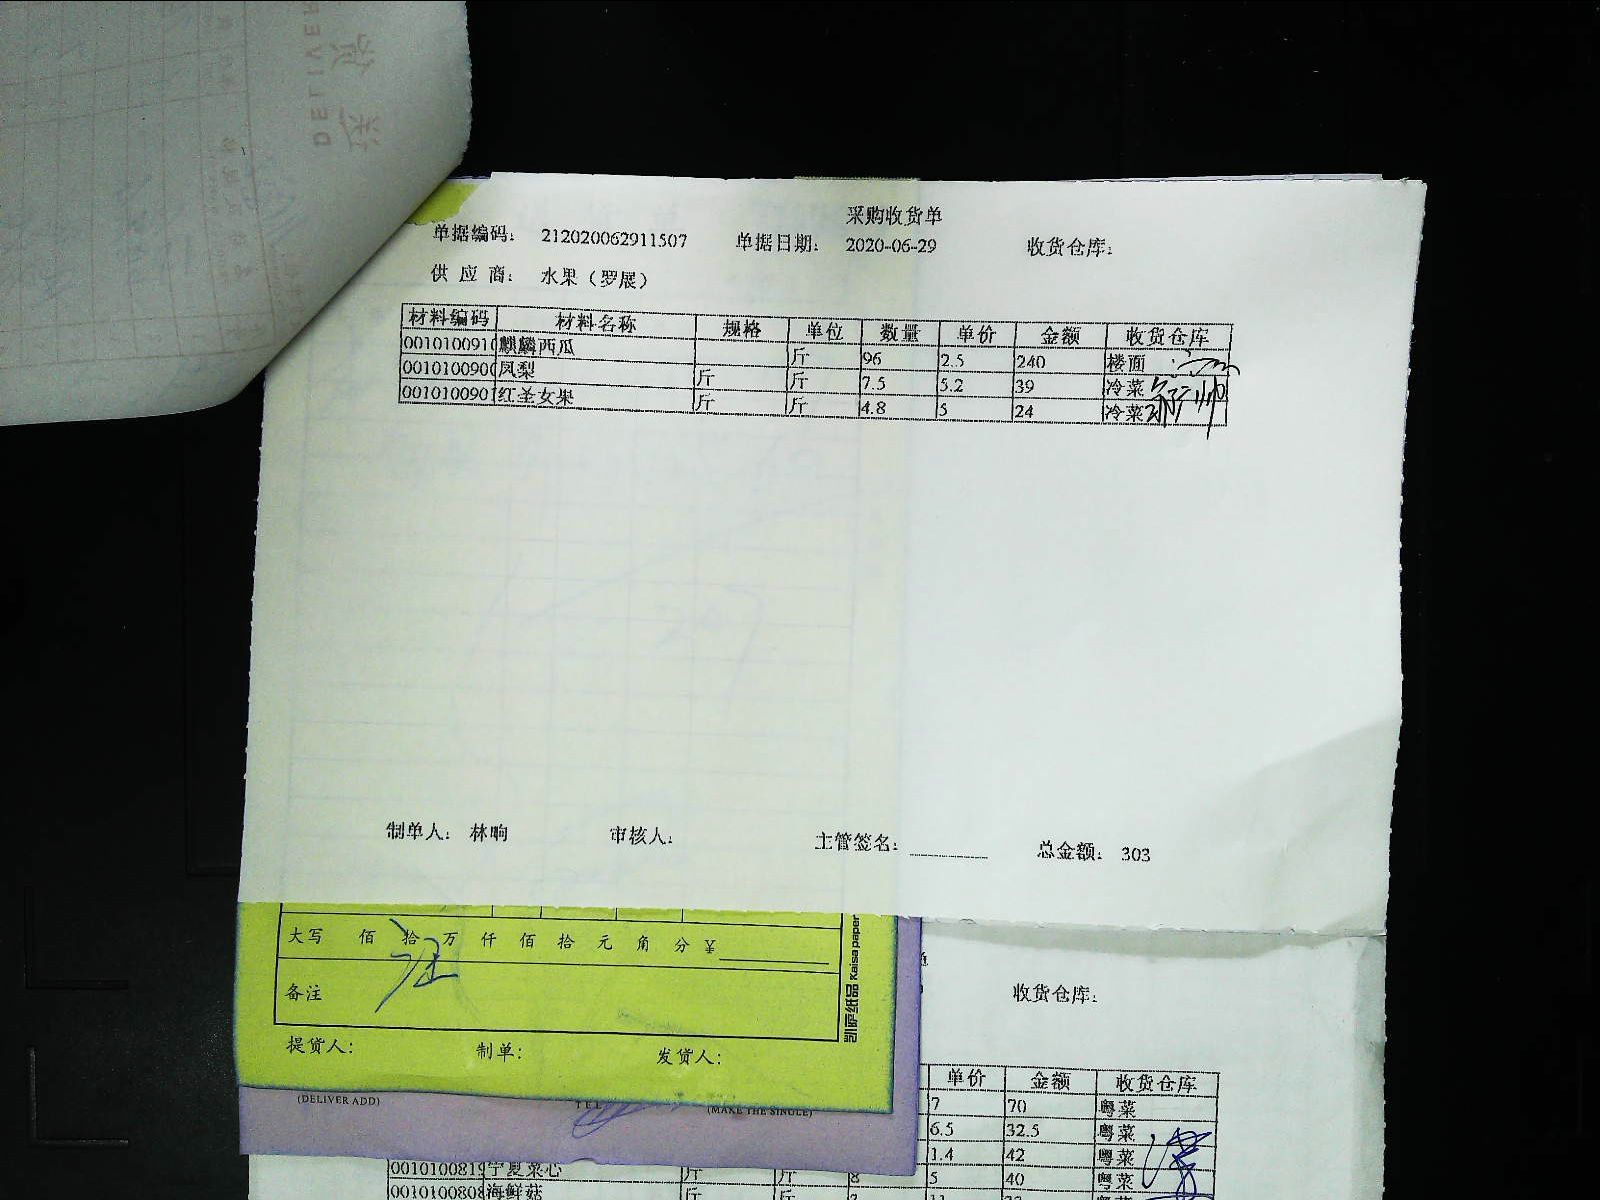 采购收货单
单据编码: 212020062911507 单据日期: 2020-06-29 收货仓库:
供 应 商: 水果（罗展）
材料编码 材料名称 规格 单位 数量 单价 金额 收货仓库
0010100910 麒麟西瓜 斤 96 2.5 240 楼面
0010100900 凤梨 斤 斤 7.5 5.2 39 冷菜
0010100901 红圣女果 斤 斤 4.8 5 24 冷菜
制单人: 林晌 审核人: 主管签名: 总金额: 303
大写 佰 拾 万 仟 佰 拾 元 角 分 ¥
备注
凯萨纸品 Kaisa paper
提货人: 制单: 发货人:
(DELIVER ADD) TEL (MAKE THE SINGLE)
收货仓库:
单价 金额 收货仓库
7 70 粤菜
6.5 32.5 粤菜
1.4 42 粤菜
0010100819 宁夏菜心 斤 斤 8 5 40 粤菜
0010100808 海鲜菇 斤 斤